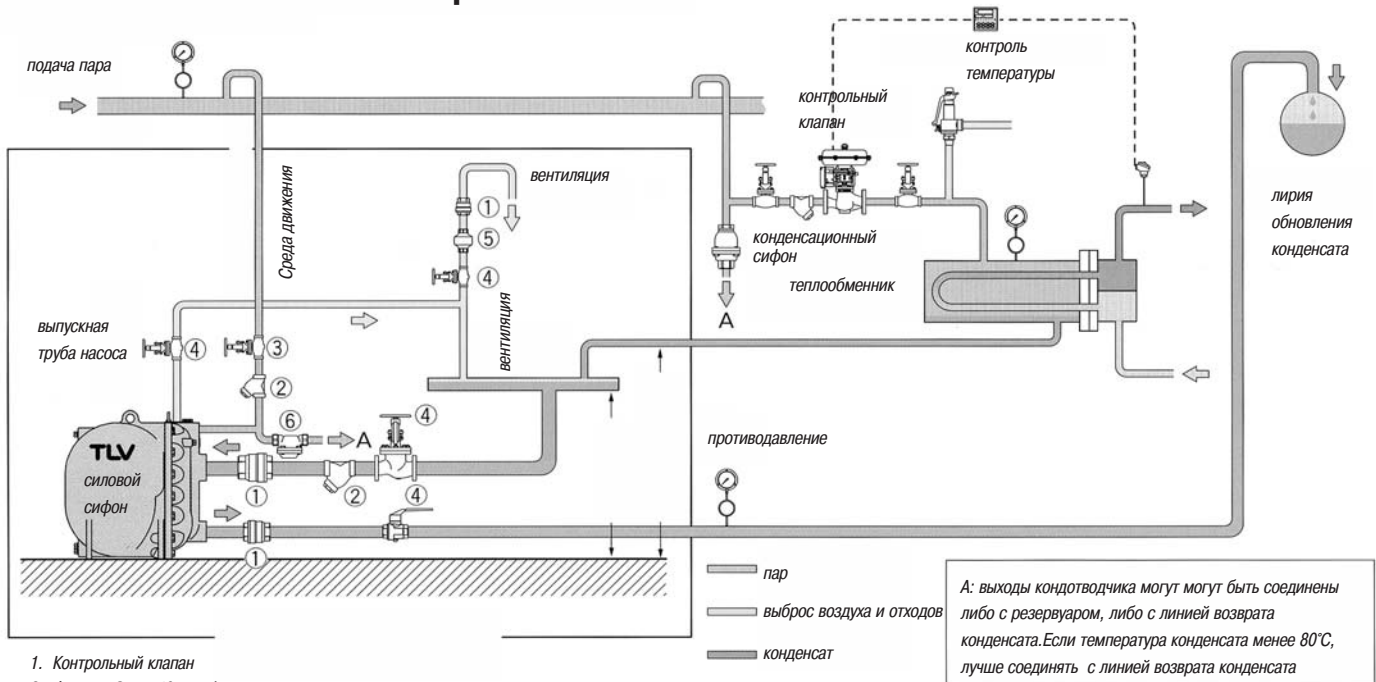 подача пара
контроль
температуры
контрольный
клапан
вентиляция
①
⑤
④
Среда движения
конденсационный
сифон
теплообменник
A
лирия
обновления
конденсата
выпускная
труба насоса
④
③
вентиляция
②
⑥
A
④
TLV
силовой
сифон
①
②
④
①
противодавление
пар
выброс воздуха и отходов
конденсат
A: выходы кондотводчика могут могут быть соединены
либо с резервуаром, либо с линией возврата
конденсата.Если температура конденсата менее 80°C,
лучше соединять с линией возврата конденсата
1. Контрольный клапан